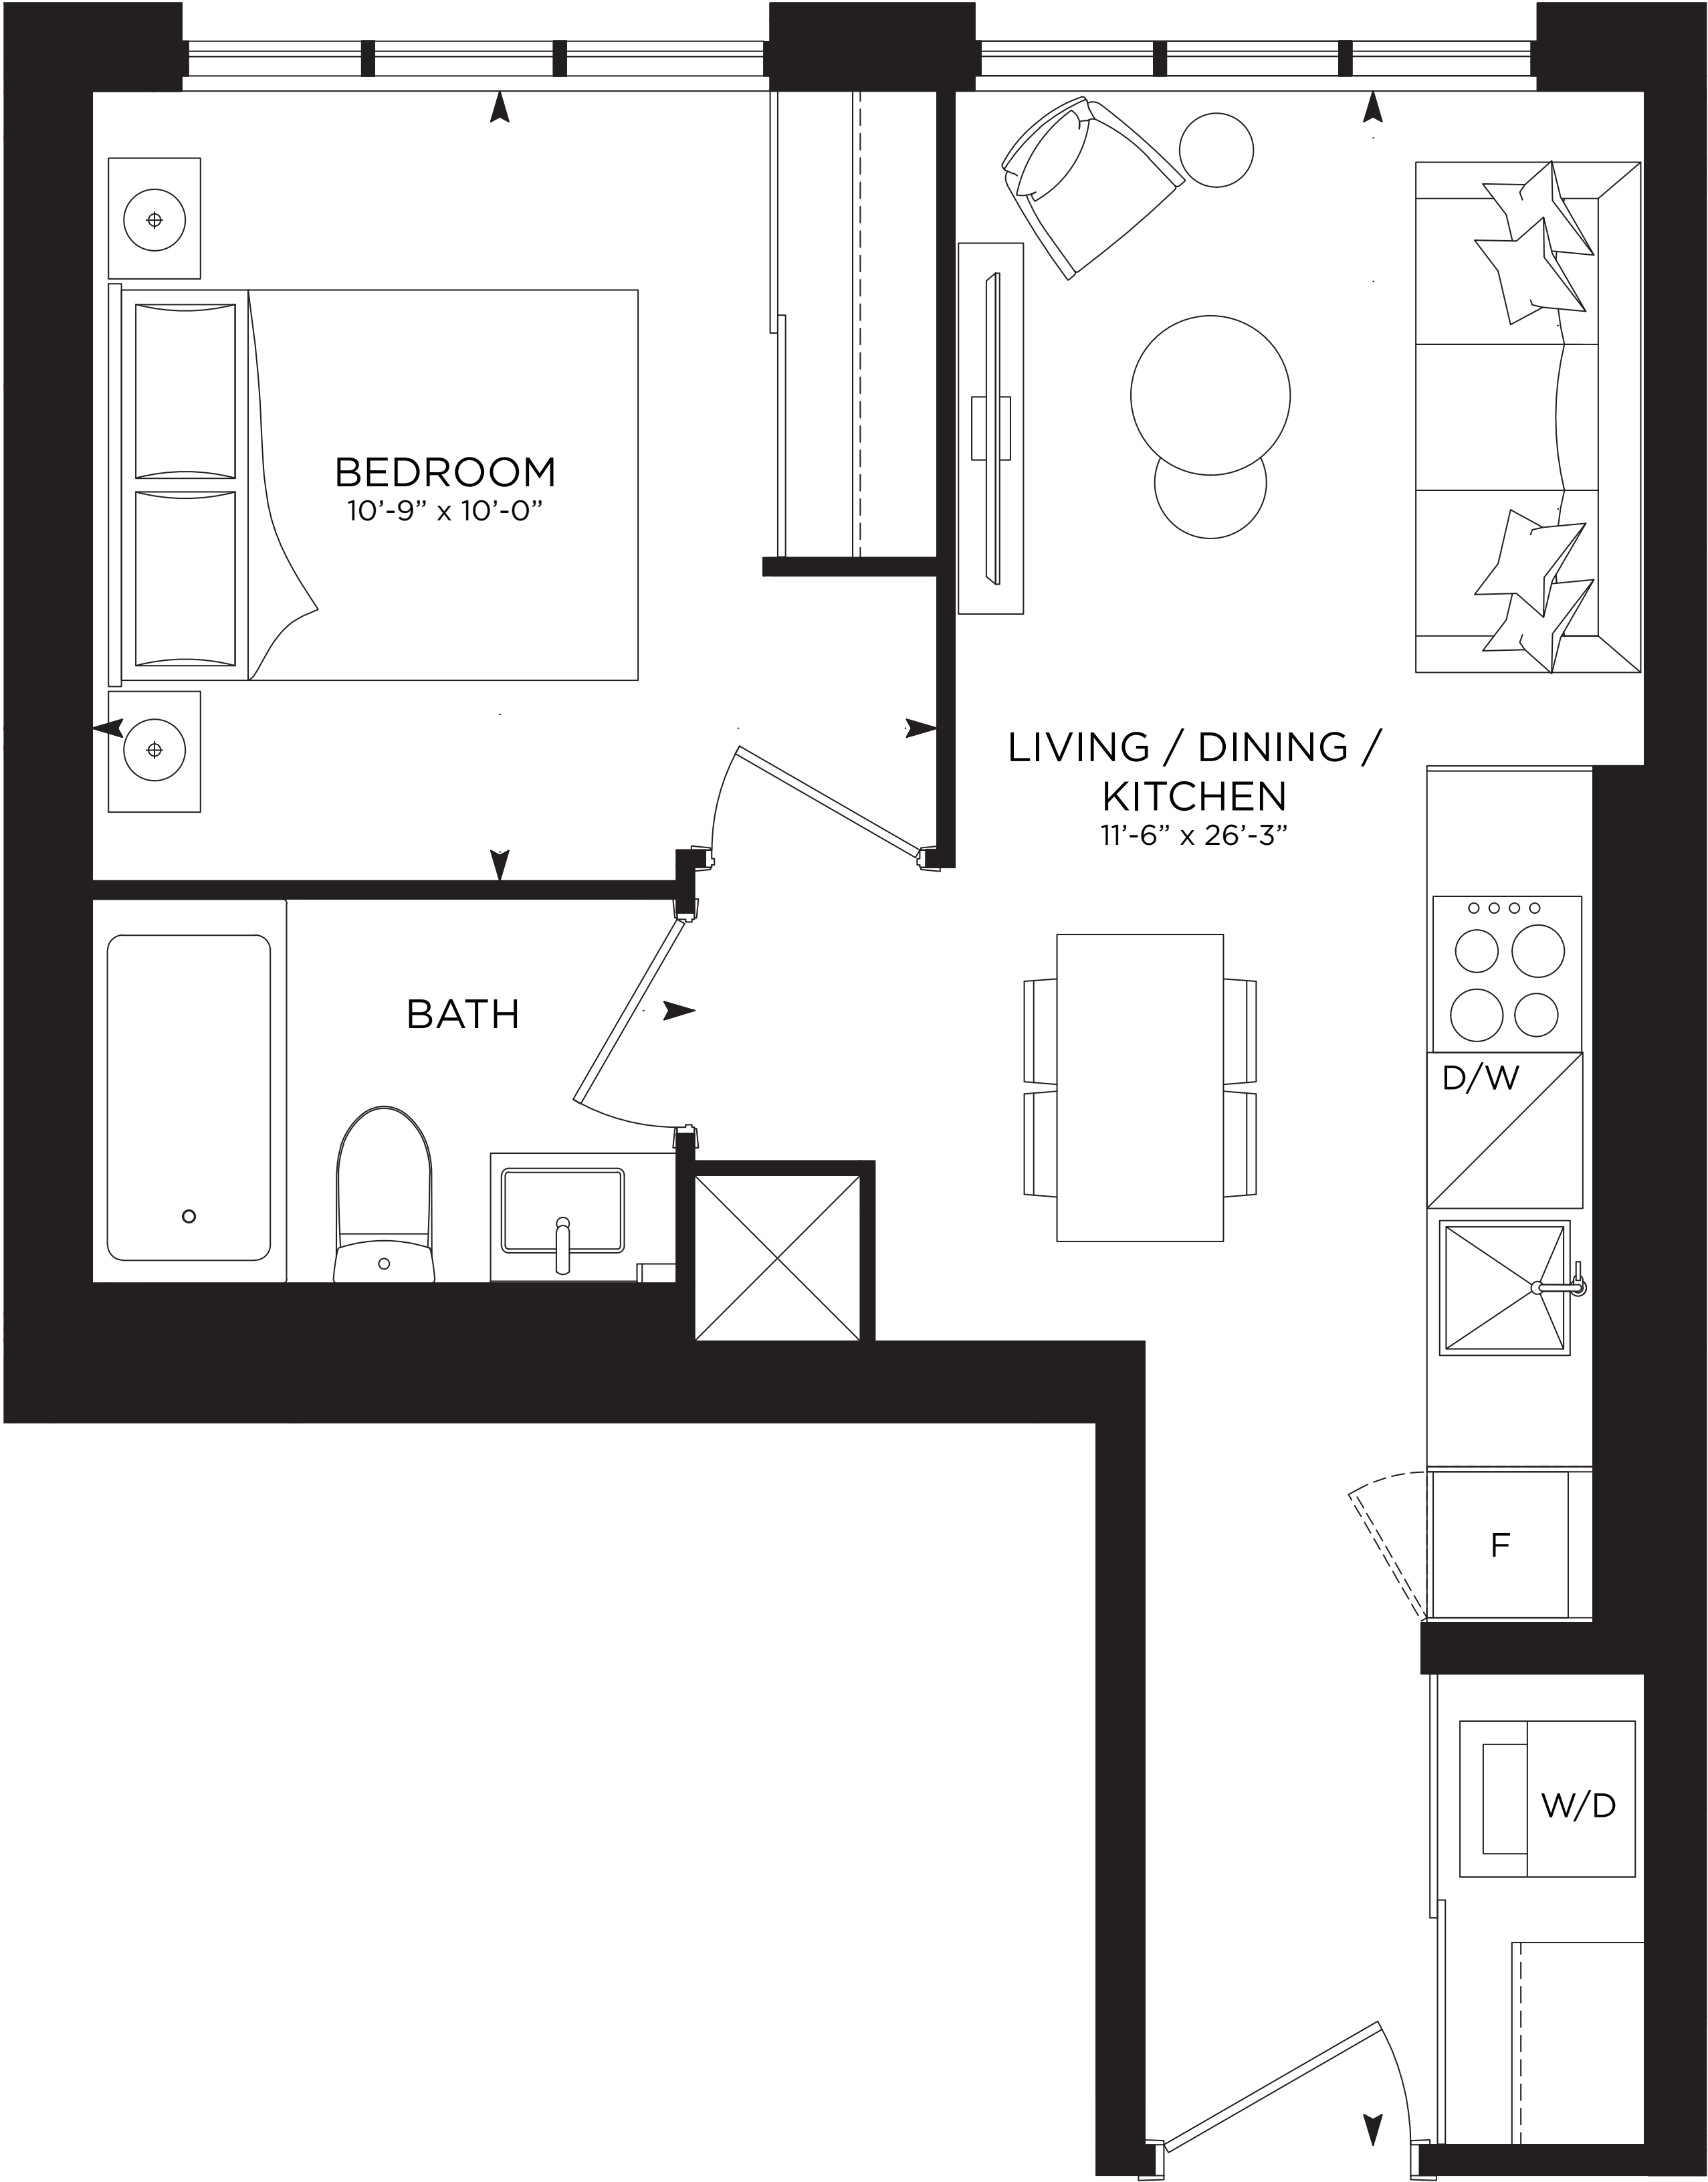 BEDROOM
10’-9” x 10’-0”
LIVING / DINING /
KITCHEN
11’-6” x 26’-3”
BATH
D/W
F
W/D